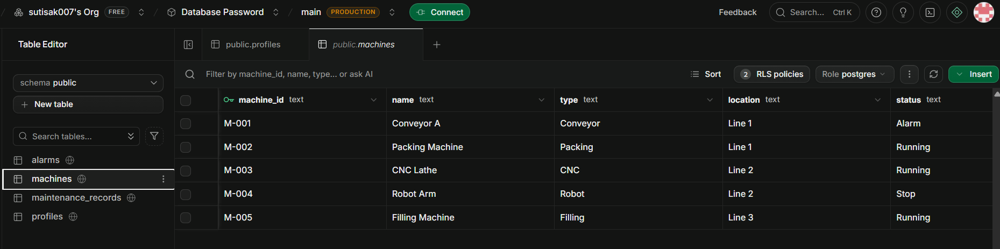 / sutisak007's Org FREE / Database Password / main PRODUCTION Connect Feedback Search... Ctrl K
Table Editor
public.profiles public.machines
schema public
Filter by machine_id, name, type... or ask AI Sort 2 RLS policies Role postgres Insert
New table
machine_id text name text type text location text status text
M-001 Conveyor A Conveyor Line 1 Alarm
Search tables...
M-002 Packing Machine Packing Line 1 Running
alarms
M-003 CNC Lathe CNC Line 2 Running
machines
M-004 Robot Arm Robot Line 2 Stop
maintenance_records
M-005 Filling Machine Filling Line 3 Running
profiles